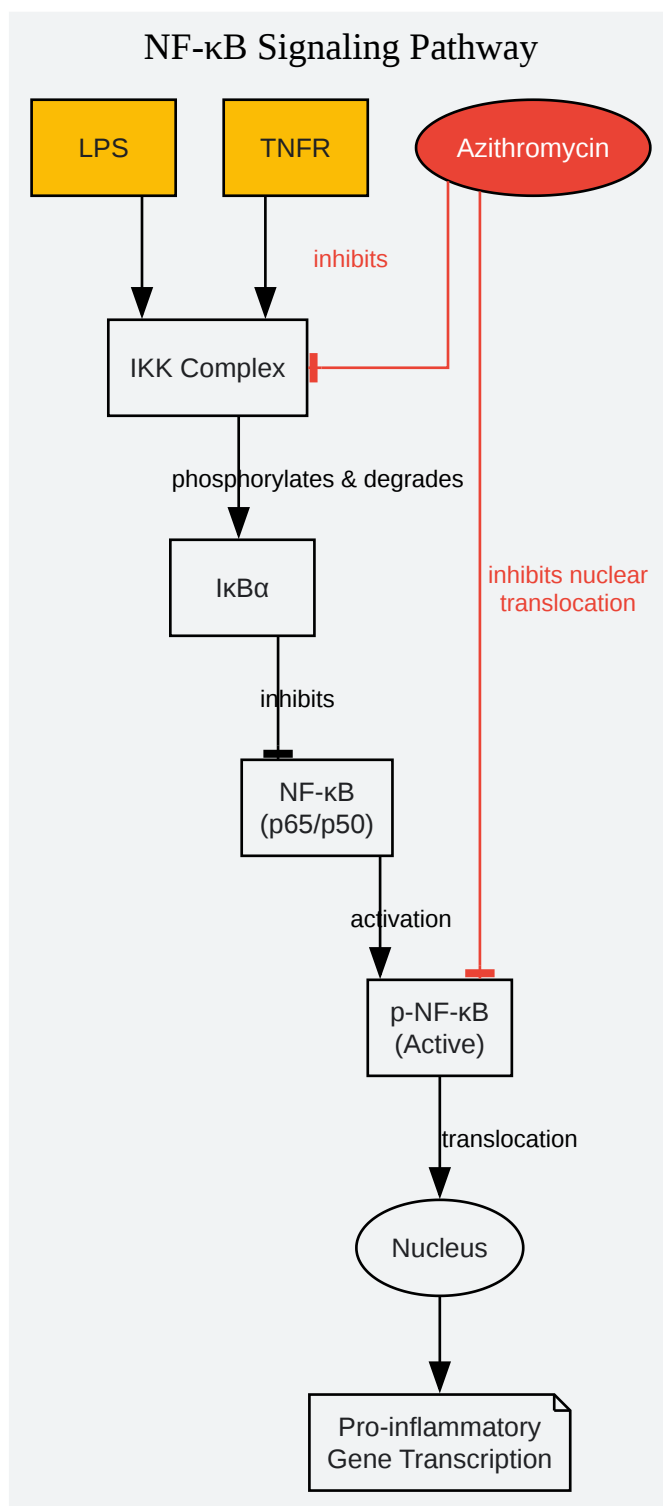 NF-κB Signaling Pathway
LPS
TNFR
Azithromycin
inhibits
IKK Complex
phosphorylates & degrades
IκBα
inhibits nuclear
translocation
inhibits
NF-κB
(p65/p50)
activation
p-NF-κB
(Active)
translocation
Nucleus
Pro-inflammatory
Gene Transcription